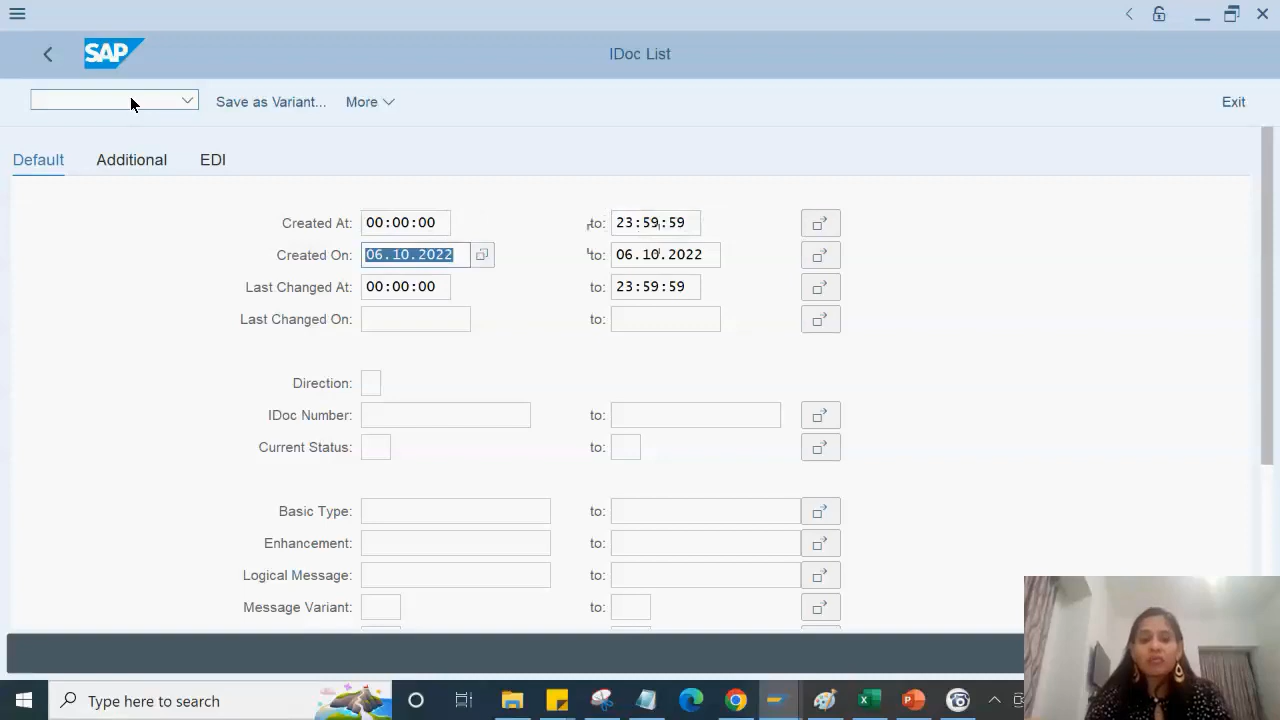 SAP
IDoc List
Save as Variant...
More
Exit
Default
Additional
EDI
Created At: 00:00:00 to: 23:59:59
Created On: 06.10.2022 to: 06.10.2022
Last Changed At: 00:00:00 to: 23:59:59
Last Changed On: to:
Direction:
IDoc Number: to:
Current Status: to:
Basic Type: to:
Enhancement: to:
Logical Message: to:
Message Variant: to:
Type here to search